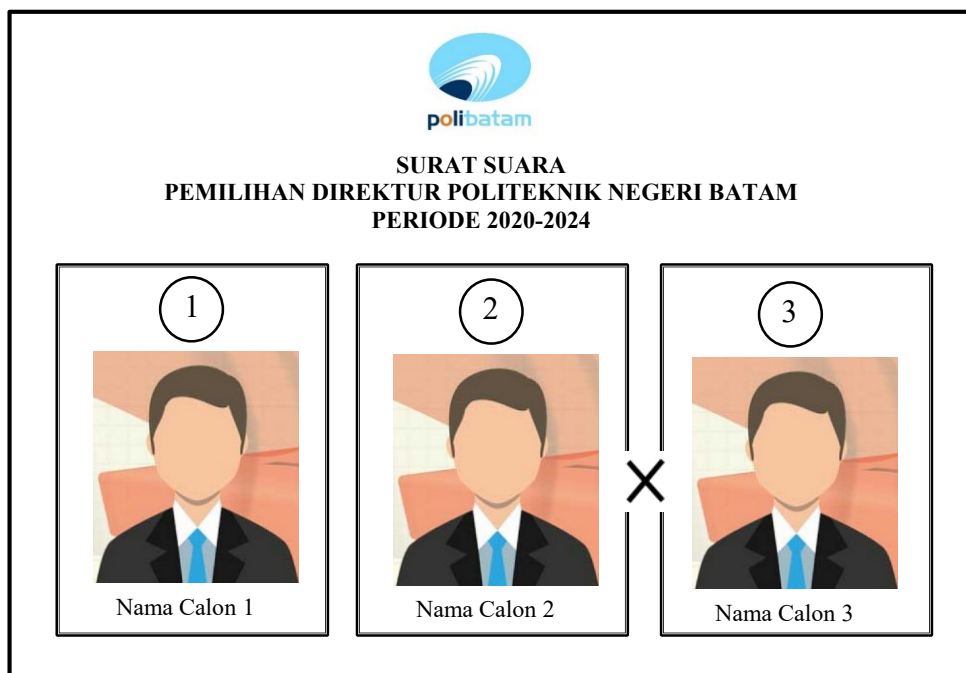 polibatam
SURAT SUARA
PEMILIHAN DIREKTUR POLITEKNIK NEGERI BATAM
PERIODE 2020-2024
1
2
3
Nama Calon 1
Nama Calon 2
Nama Calon 3